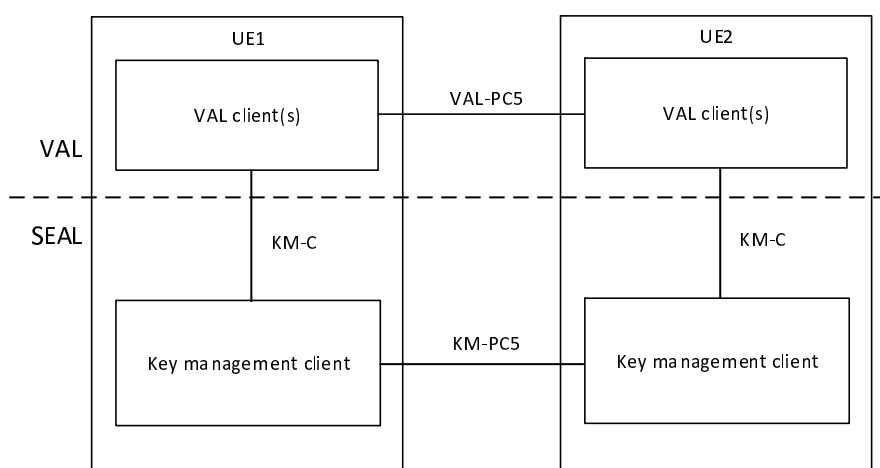 UE1
UE2
VAL client(s)
VAL-PC5
VAL client(s)
VAL
SEAL
KM-C
KM-C
Key management client
KM-PC5
Key management client